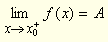 lim f(x) = A
x→x₀⁺